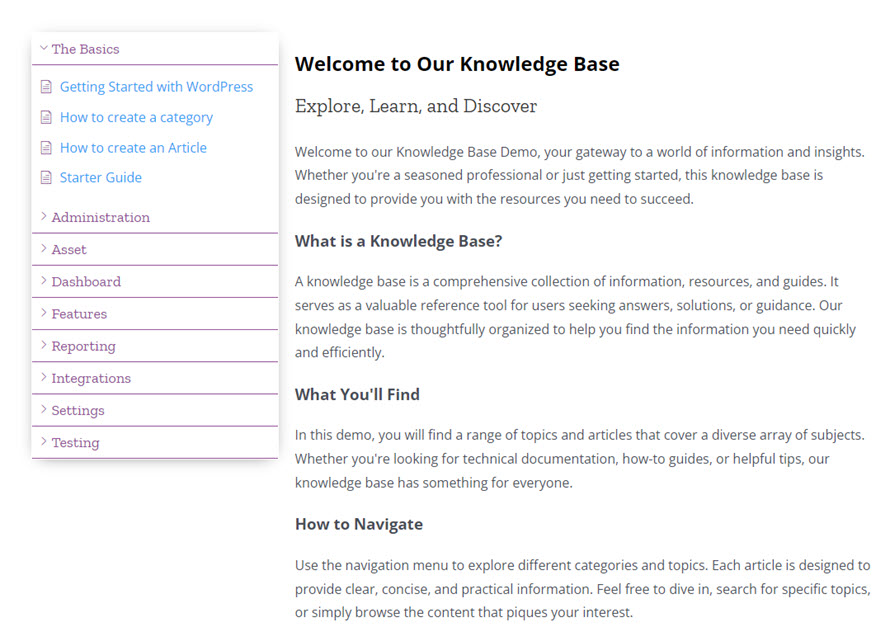 The Basics
Getting Started with WordPress
How to create a category
How to create an Article
Starter Guide
Administration
Asset
Dashboard
Features
Reporting
Integrations
Settings
Testing
Welcome to Our Knowledge Base
Explore, Learn, and Discover
Welcome to our Knowledge Base Demo, your gateway to a world of information and insights.
Whether you're a seasoned professional or just getting started, this knowledge base is
designed to provide you with the resources you need to succeed.
What is a Knowledge Base?
A knowledge base is a comprehensive collection of information, resources, and guides. It
serves as a valuable reference tool for users seeking answers, solutions, or guidance. Our
knowledge base is thoughtfully organized to help you find the information you need quickly
and efficiently.
What You'll Find
In this demo, you will find a range of topics and articles that cover a diverse array of subjects.
Whether you're looking for technical documentation, how-to guides, or helpful tips, our
knowledge base has something for everyone.
How to Navigate
Use the navigation menu to explore different categories and topics. Each article is designed to
provide clear, concise, and practical information. Feel free to dive in, search for specific topics,
or simply browse the content that piques your interest.